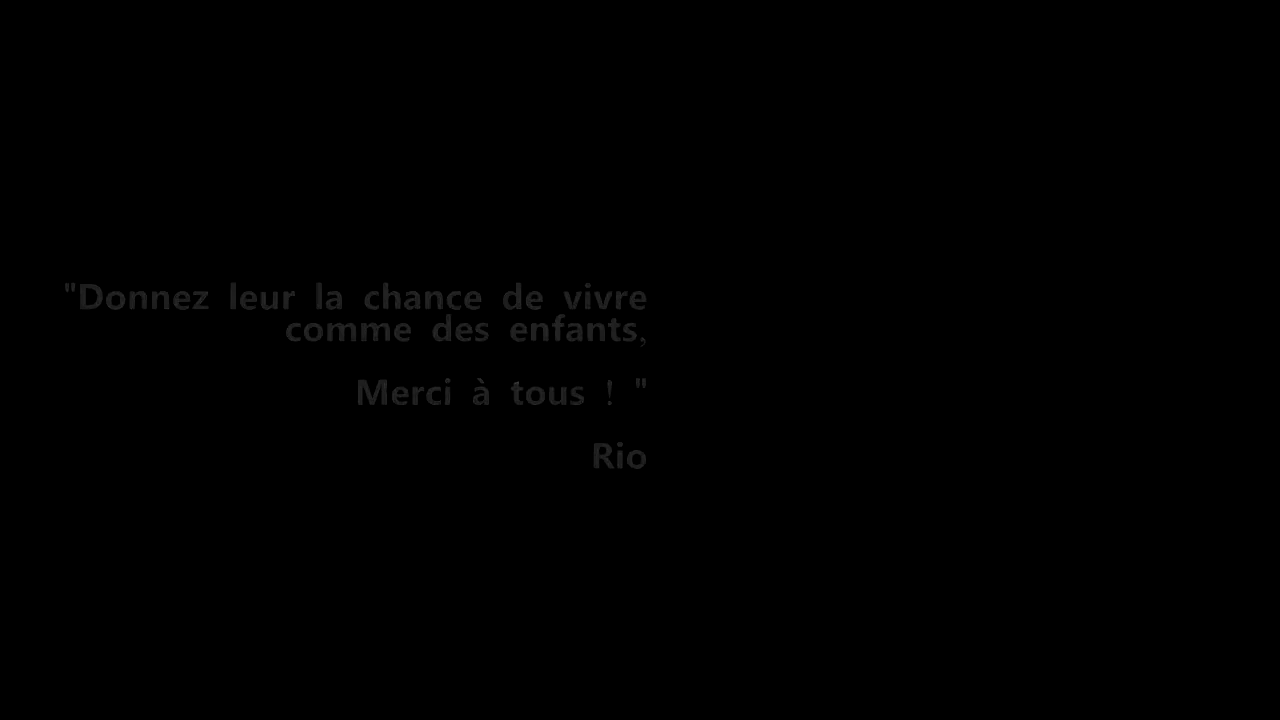 "Donnez leur la chance de vivre
comme des enfants,
Merci à tous ! "
Rio